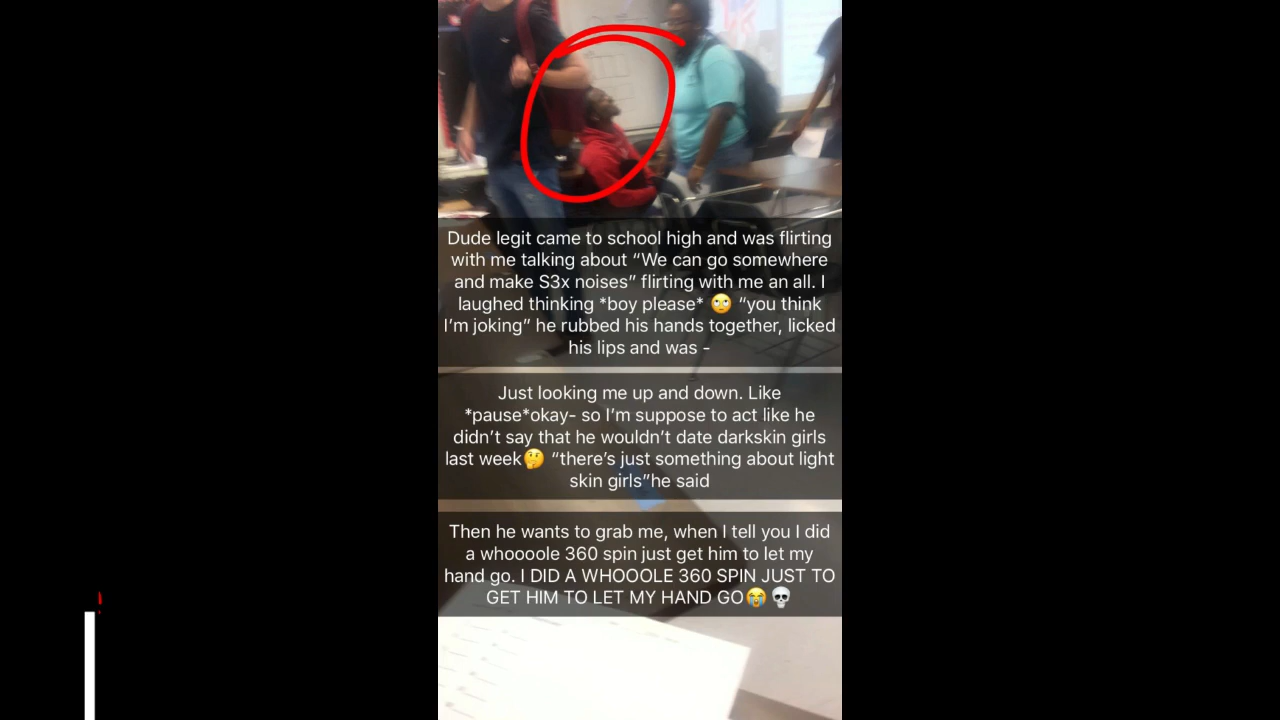 Dude legit came to school high and was flirting
with me talking about “We can go somewhere
and make S3x noises” flirting with me an all. I
laughed thinking *boy please* 🙄 “you think
I’m joking” he rubbed his hands together, licked
his lips and was -
Just looking me up and down. Like
*pause*okay- so I’m suppose to act like he
didn’t say that he wouldn’t date darkskin girls
last week🤔 “there’s just something about light
skin girls”he said
Then he wants to grab me, when I tell you I did
a whoooole 360 spin just get him to let my
hand go. I DID A WHOOOLE 360 SPIN JUST TO
GET HIM TO LET MY HAND GO😭💀